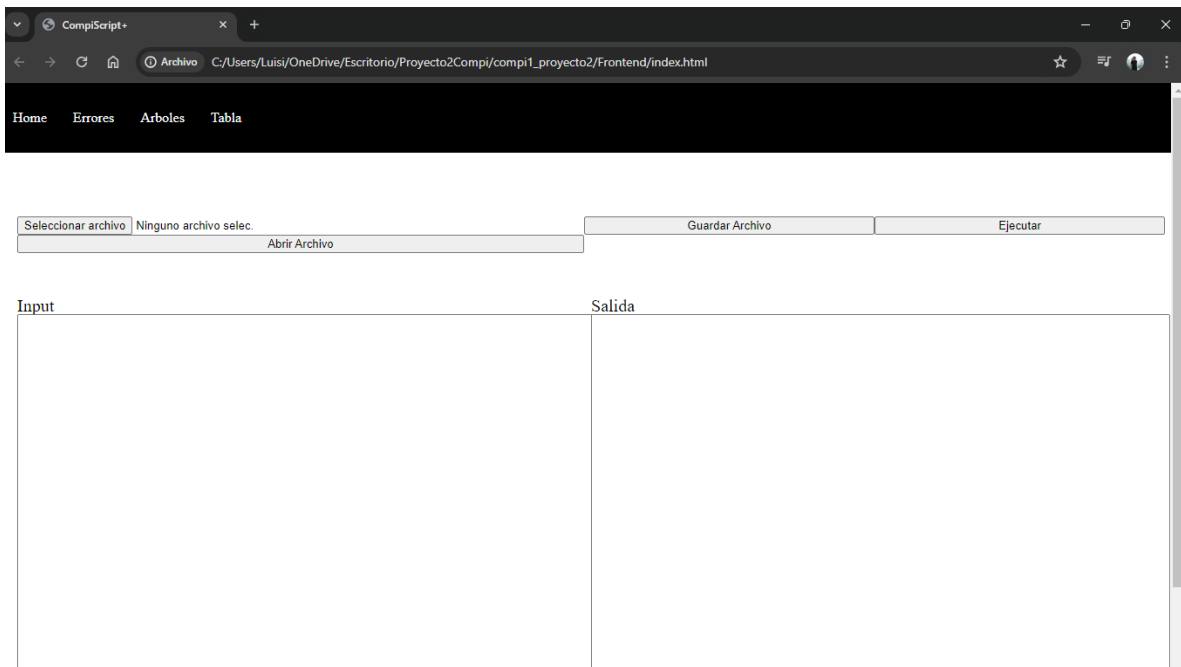 CompiScript+
Archivo C:/Users/Luisi/OneDrive/Escritorio/Proyecto2Compi/compi1_proyecto2/Frontend/index.html
Home Errores Arboles Tabla
Seleccionar archivo Ninguno archivo selec. Guardar Archivo Ejecutar
Abrir Archivo
Input Salida